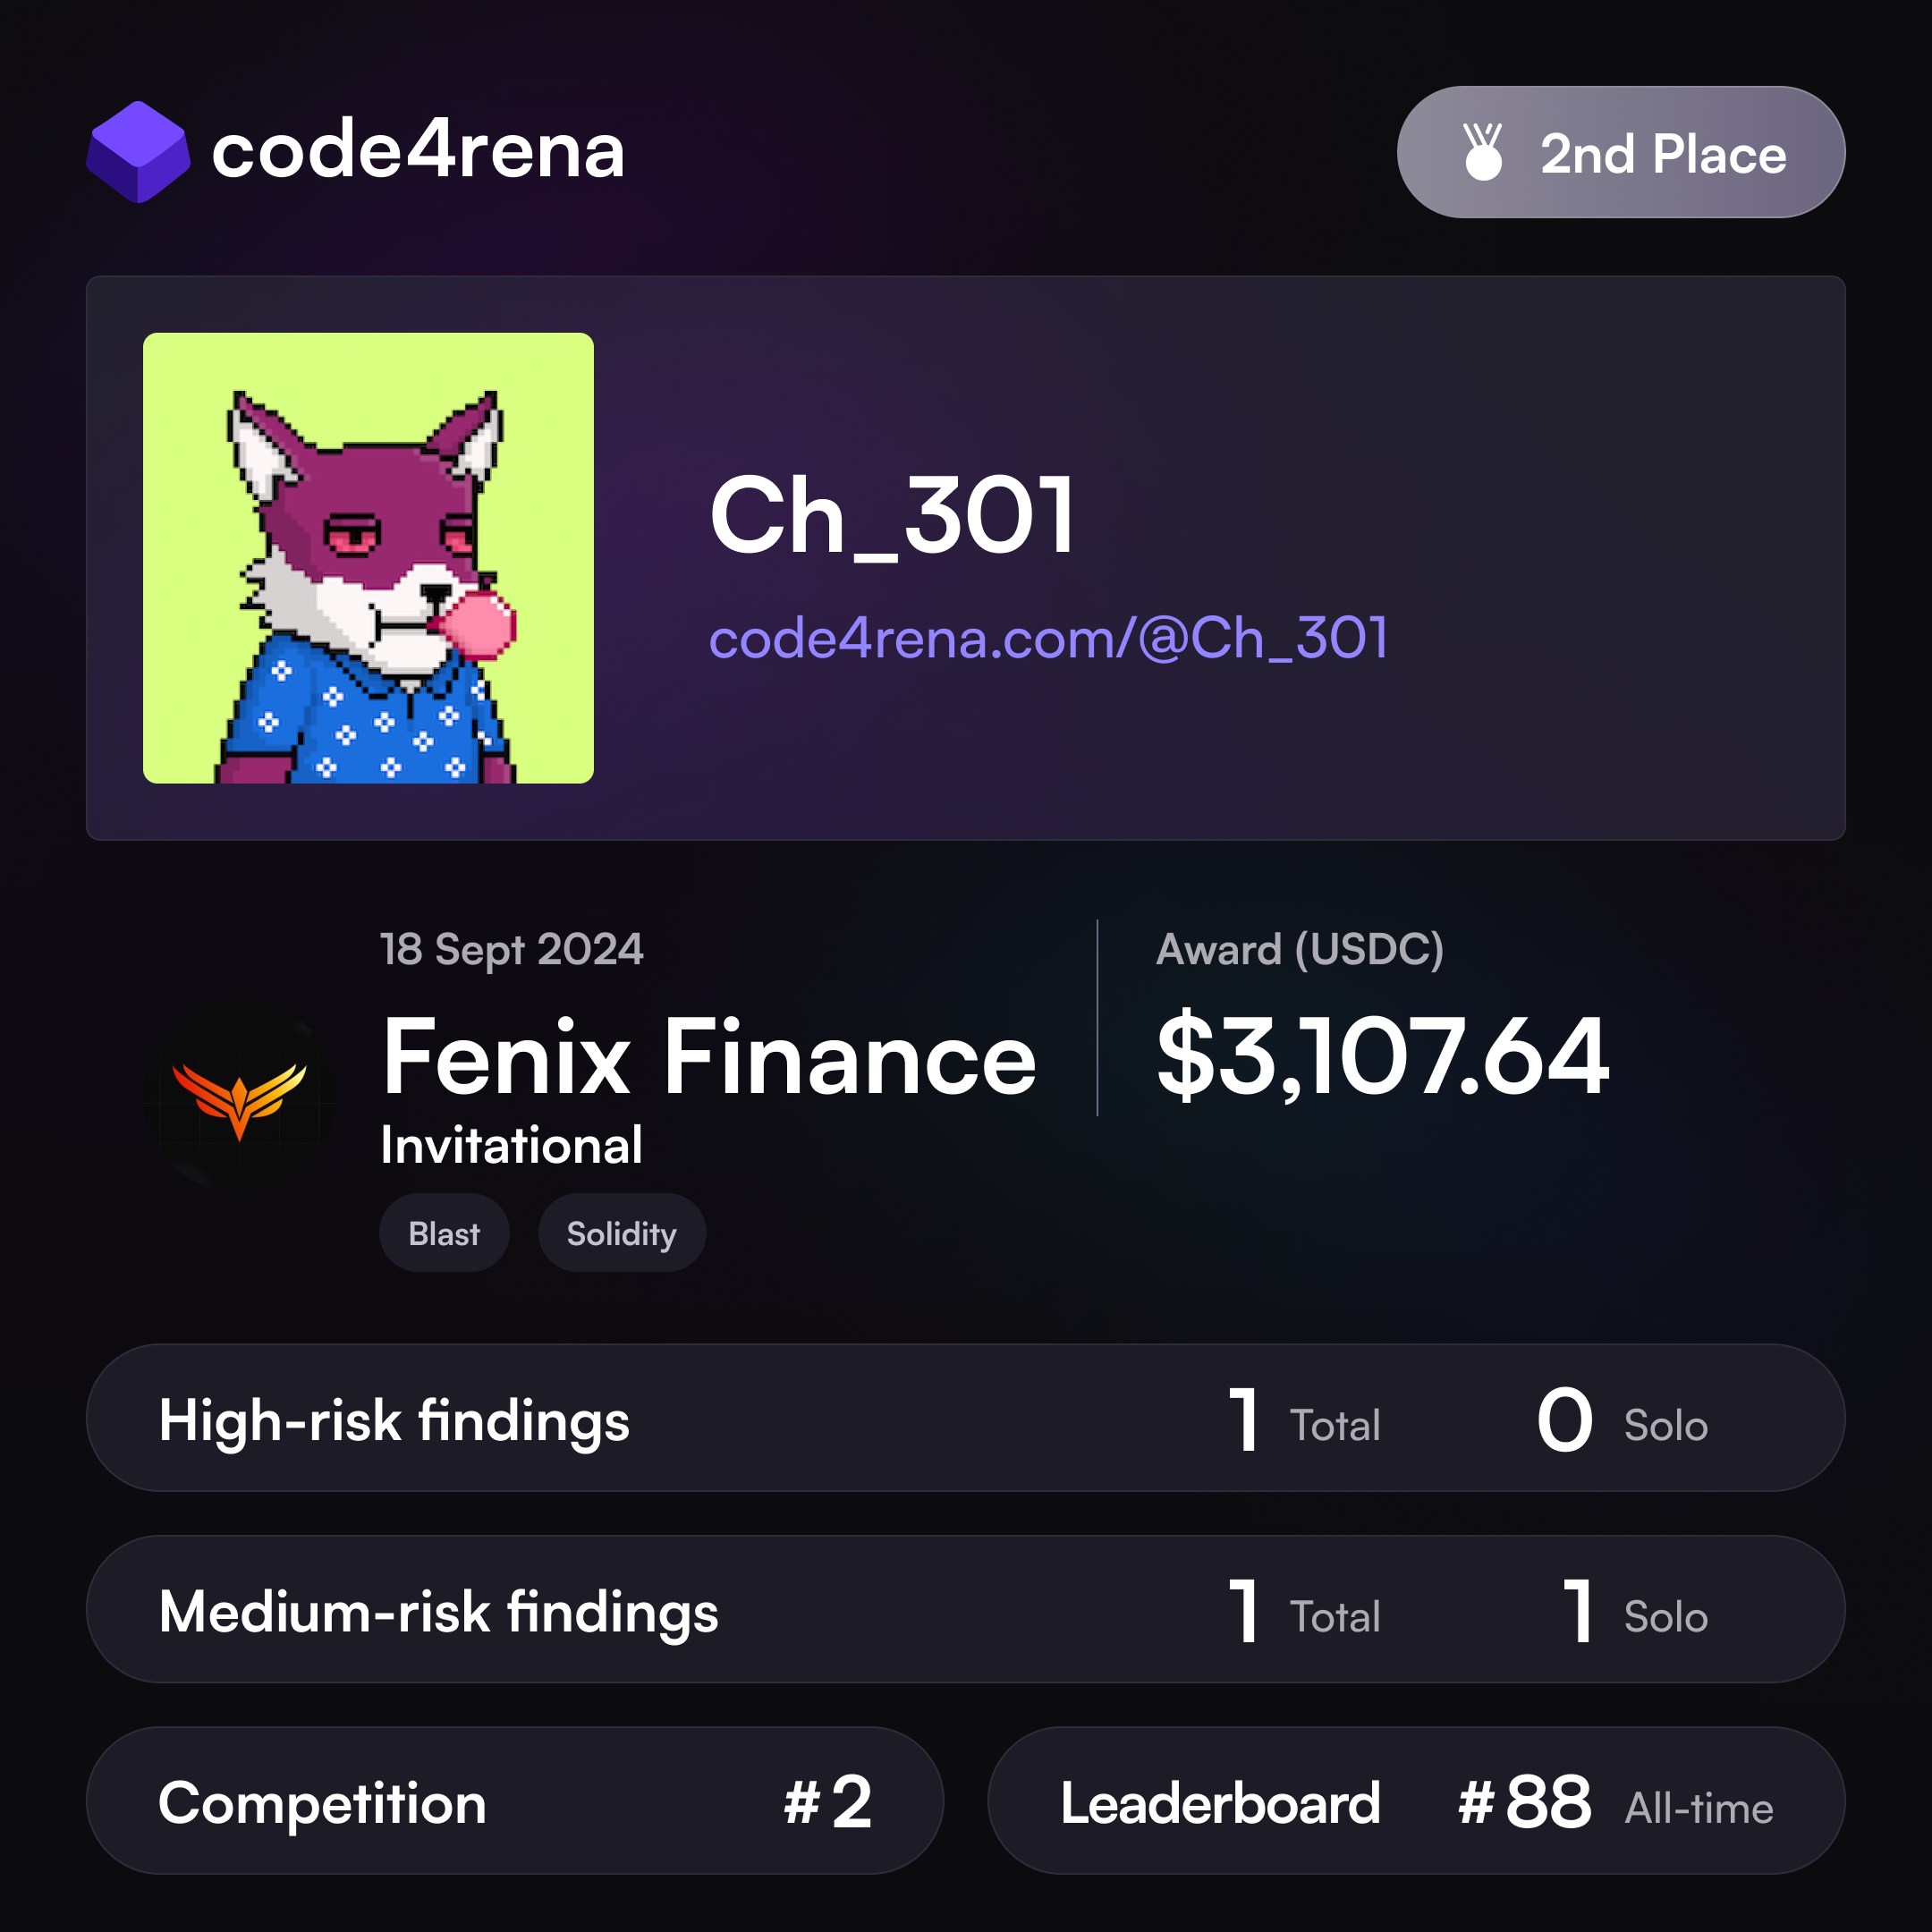 code4rena
2nd Place
Ch_301
code4rena.com/@Ch_301
18 Sept 2024
Fenix Finance
Invitational
Blast Solidity
Award (USDC)
$3,107.64
High-risk findings 1 Total 0 Solo
Medium-risk findings 1 Total 1 Solo
Competition #2
Leaderboard #88 All-time